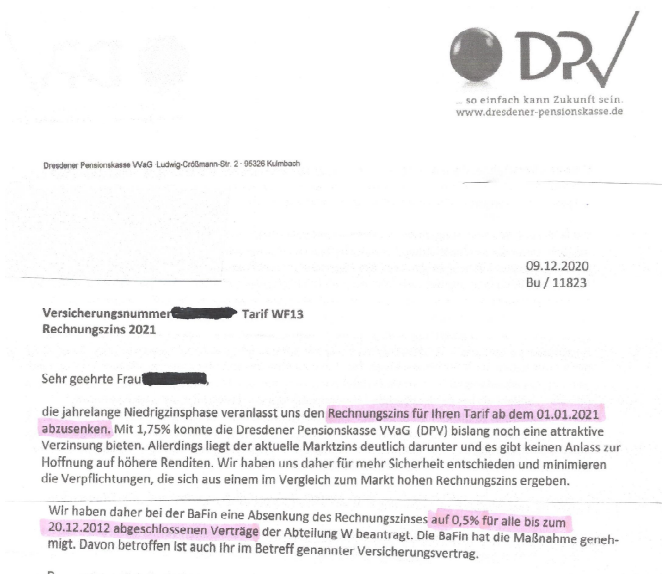 DPV
... so einfach kann Zukunft sein.
www.dresdener-pensionskasse.de
Dresdener Pensionskasse VVaG ·Ludwig-Crößmann-Str. 2 - 95326 Kulmbach
09.12.2020
Bu / 11823
Versicherungsnummer Tarif WF13
Rechnungszins 2021
Sehr geehrte Frau ,
die jahrelange Niedrigzinsphase veranlasst uns den Rechnungszins für Ihren Tarif ab dem 01.01.2021
abzusenken. Mit 1,75% konnte die Dresdener Pensionskasse VVaG (DPV) bislang noch eine attraktive
Verzinsung bieten. Allerdings liegt der aktuelle Marktzins deutlich darunter und es gibt keinen Anlass zur
Hoffnung auf höhere Renditen. Wir haben uns daher für mehr Sicherheit entschieden und minimieren
die Verpflichtungen, die sich aus einem im Vergleich zum Markt hohen Rechnungszins ergeben.
Wir haben daher bei der BaFin eine Absenkung des Rechnungszinses auf 0,5% für alle bis zum
20.12.2012 abgeschlossenen Verträge der Abteilung W beantragt. Die BaFin hat die Maßnahme geneh-
migt. Davon betroffen ist auch Ihr im Betreff genannter Versicherungsvertrag.